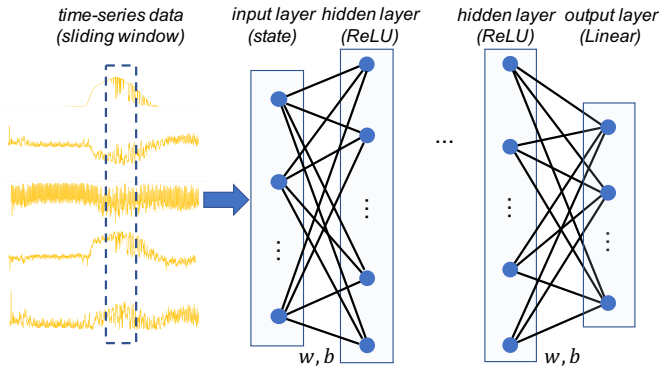 time-series data
(sliding window)
input layer
(state)
hidden layer
(ReLU)
hidden layer
(ReLU)
output layer
(Linear)
...
...
...
...
...
w, b
w, b